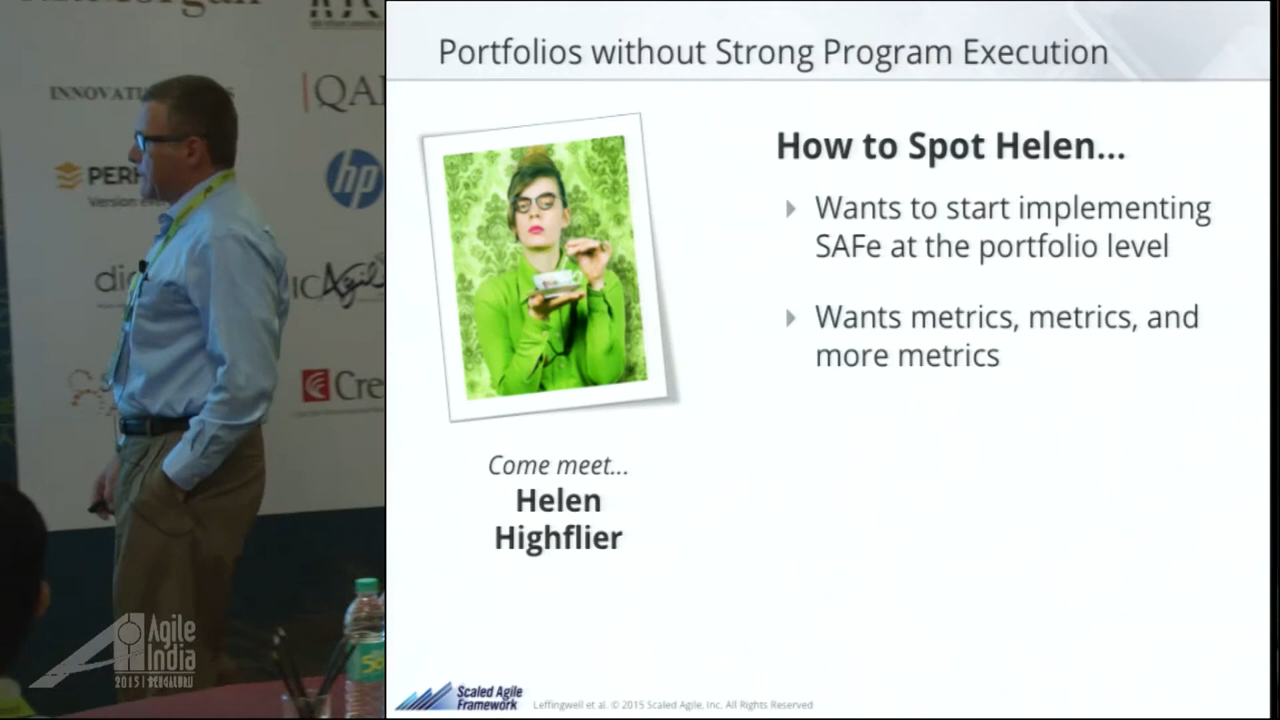 Portfolios without Strong Program Execution
How to Spot Helen...
Wants to start implementing
SAFe at the portfolio level
Wants metrics, metrics, and
more metrics
Come meet...
Helen
Highflier
Scaled Agile
Framework
Leffingwell et al. © 2015 Scaled Agile, Inc. All Rights Reserved
hp
Agile
India
2015 | BENGALURU